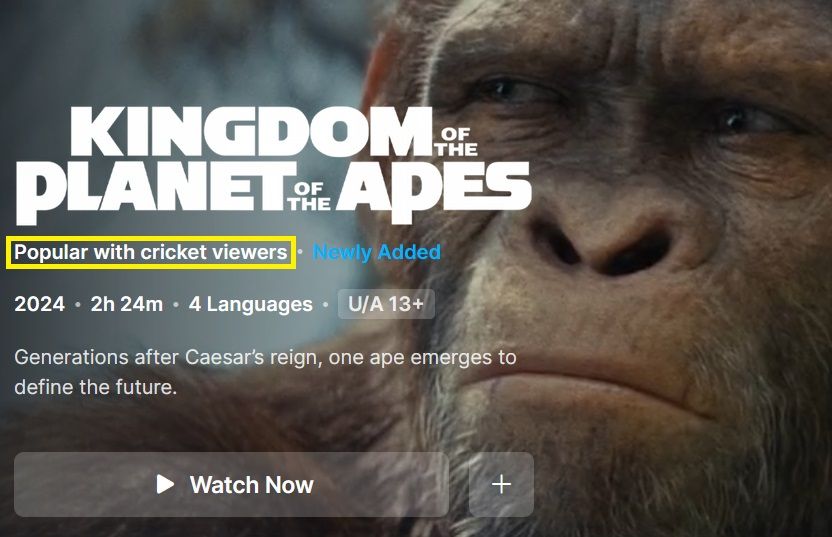 KINGDOM OF THE
PLANET OF THE APES
Popular with cricket viewers • Newly Added
2024 • 2h 24m • 4 Languages • U/A 13+
Generations after Caesar’s reign, one ape emerges to
define the future.
Watch Now